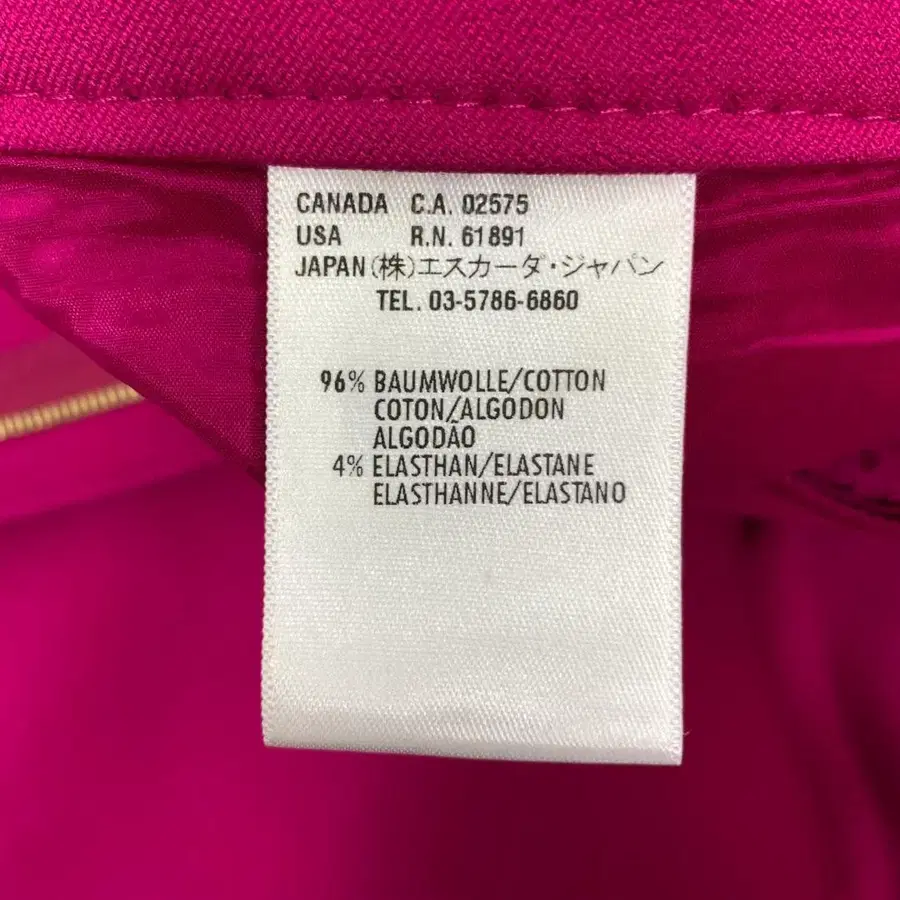 CANADA C.A. 02575
USA R.N. 61891
JAPAN(株)エスカーダ・ジャパン
TEL. 03-5786-6860
96% BAUMWOLLE/COTTON
COTON/ALGODON
ALGODÃO
4% ELASTHAN/ELASTANE
ELASTHANNE/ELASTANO